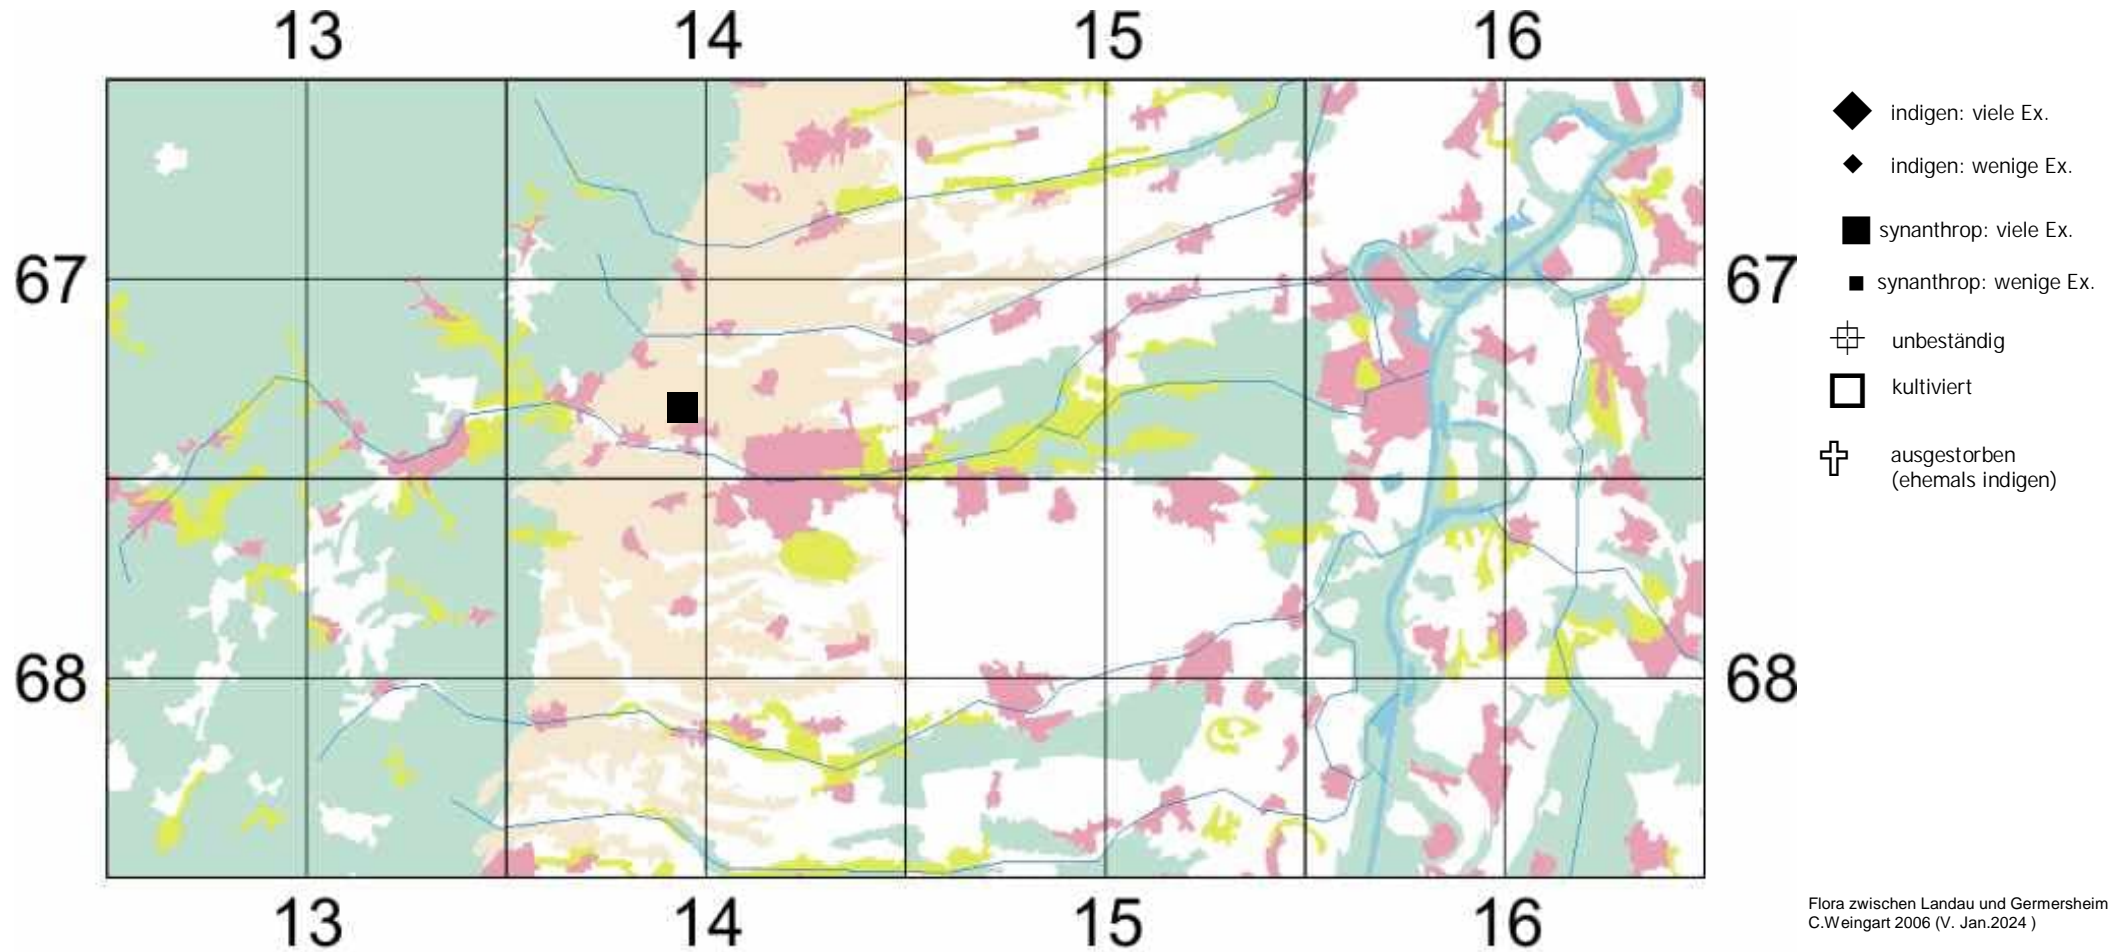 13 14 15 16
indigen: viele Ex.
indigen: wenige Ex.
synanthrop: viele Ex.
67 67
synanthrop: wenige Ex.
unbeständig
kultiviert
ausgestorben
(ehemals indigen)
68 68
13 14 15 16
Flora zwischen Landau und Germersheim
C.Weingart 2006 (V. Jan.2024 )